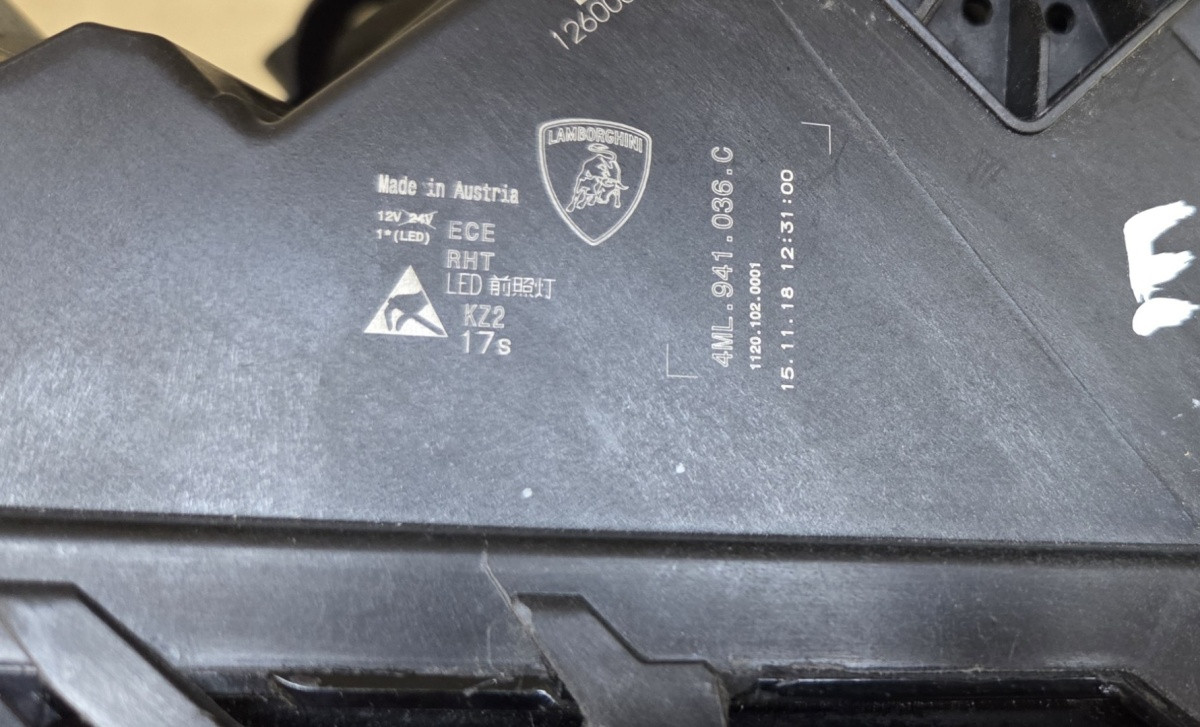 12600
LAMBORGHINI
Made in Austria
12V 24V
1*(LED)
ECE
RHT
LED 前照灯
KZ2
17s
4ML.941.036.C
1120.102.0001
15.11.18 12:31:00